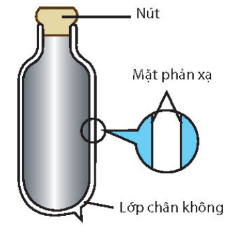 Nút
Mặt phản xạ
Lớp chân không